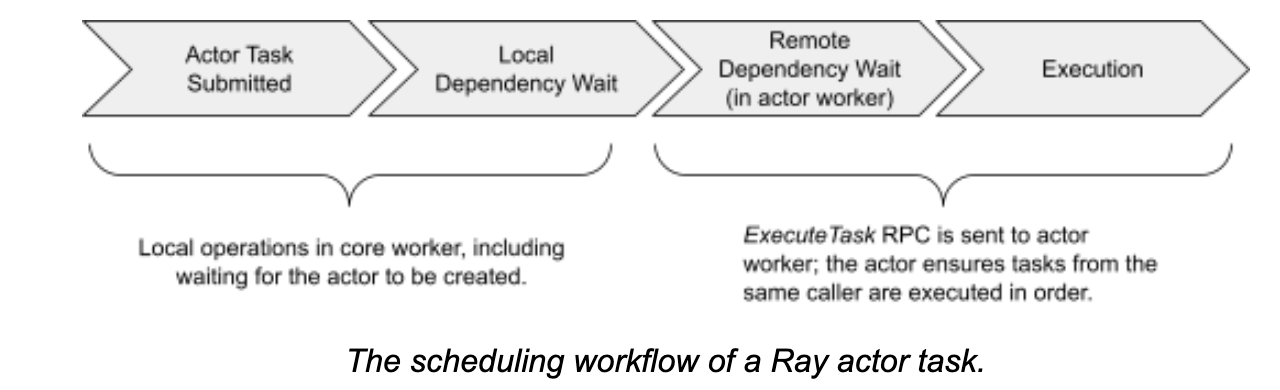 Actor Task
Submitted
Local
Dependency Wait
Remote
Dependency Wait
(in actor worker)
Execution
Local operations in core worker, including
waiting for the actor to be created.
ExecuteTask RPC is sent to actor
worker; the actor ensures tasks from the
same caller are executed in order.
The scheduling workflow of a Ray actor task.